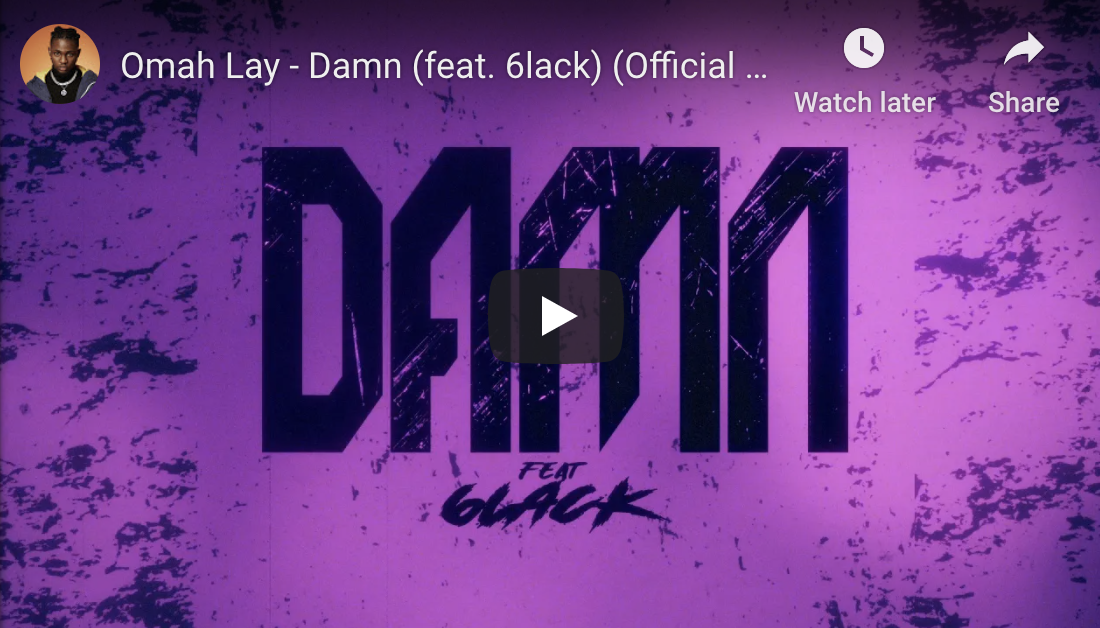 Omah Lay - Damn (feat. 6lack) (Official ...
Watch later
Share
DAMN
FEAT
6LACK